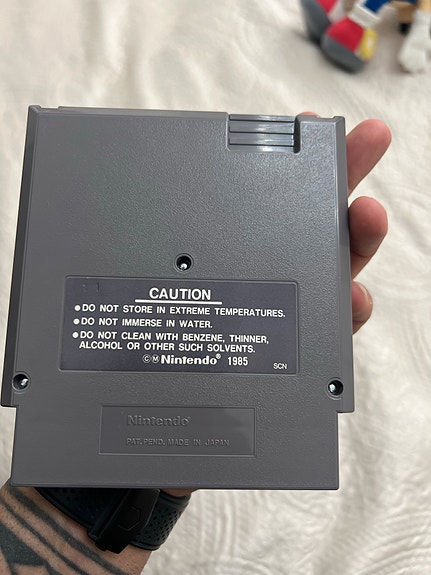 CAUTION
●DO NOT STORE IN EXTREME TEMPERATURES.
●DO NOT IMMERSE IN WATER.
●DO NOT CLEAN WITH BENZENE, THINNER,
ALCOHOL OR OTHER SUCH SOLVENTS.
©Ⓜ Nintendo® 1985
SCN
Nintendo®
PAT. PEND. MADE IN JAPAN